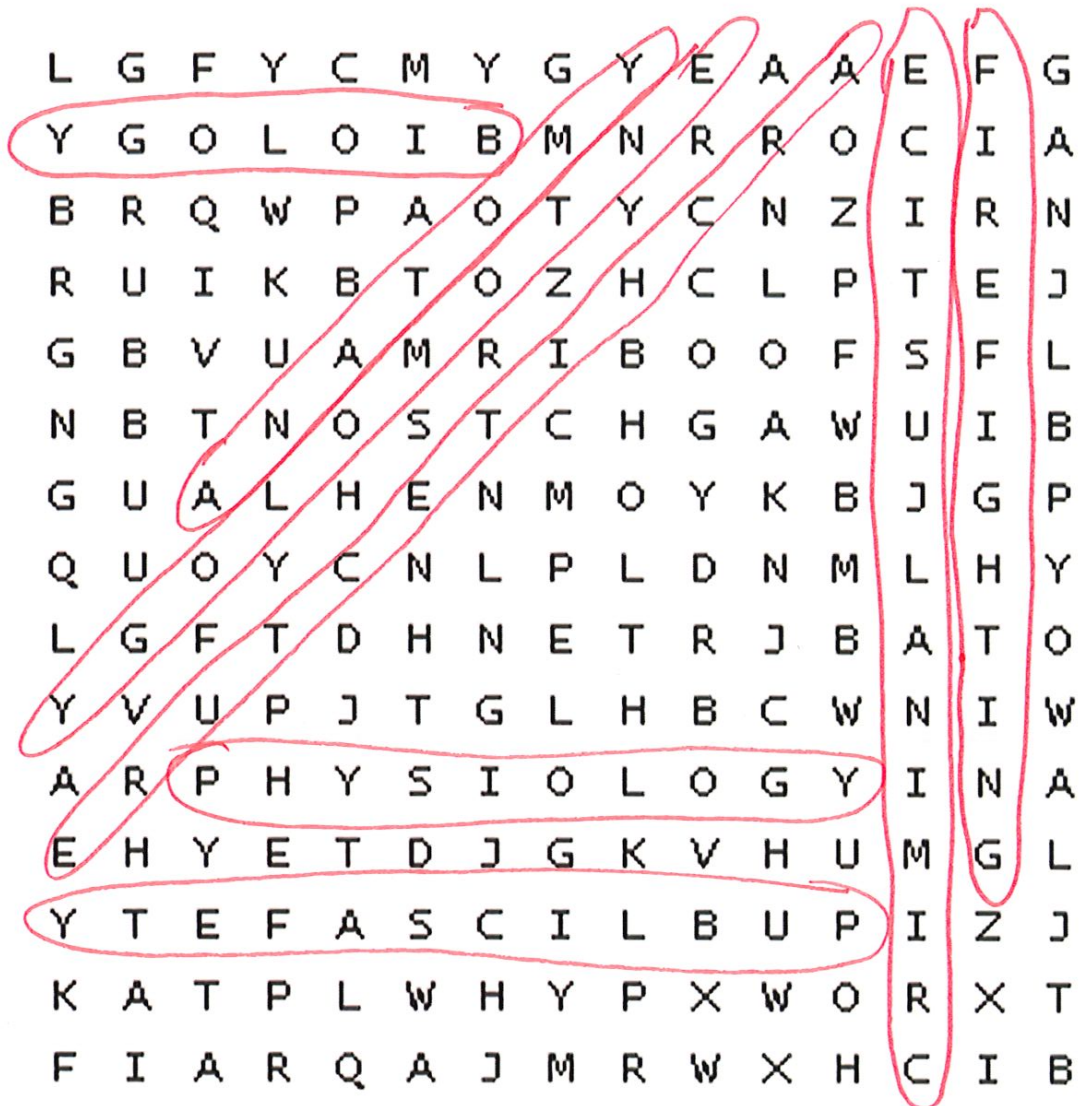 L G F Y C M Y G Y E A A E F G
Y G O L O I B M N R R O C I A
B R Q W P A O T Y C N Z I R N
R U I K B T O Z H C L P T E J
G B V U A M R I B O O F S F L
N B T N O S T C H G A W U I B
G U A L H E N M O Y K B J G P
Q U O Y C N L P L D N M L H Y
L G F T D H N E T R J B A T O
Y V U P J T G L H B C W N I W
A R P H Y S I O L O G Y I N A
E H Y E T D J G K V H U M G L
Y T E F A S C I L B U P I Z J
K A T P L W H Y P X W O R X T
F I A R Q A J M R W X H C I B